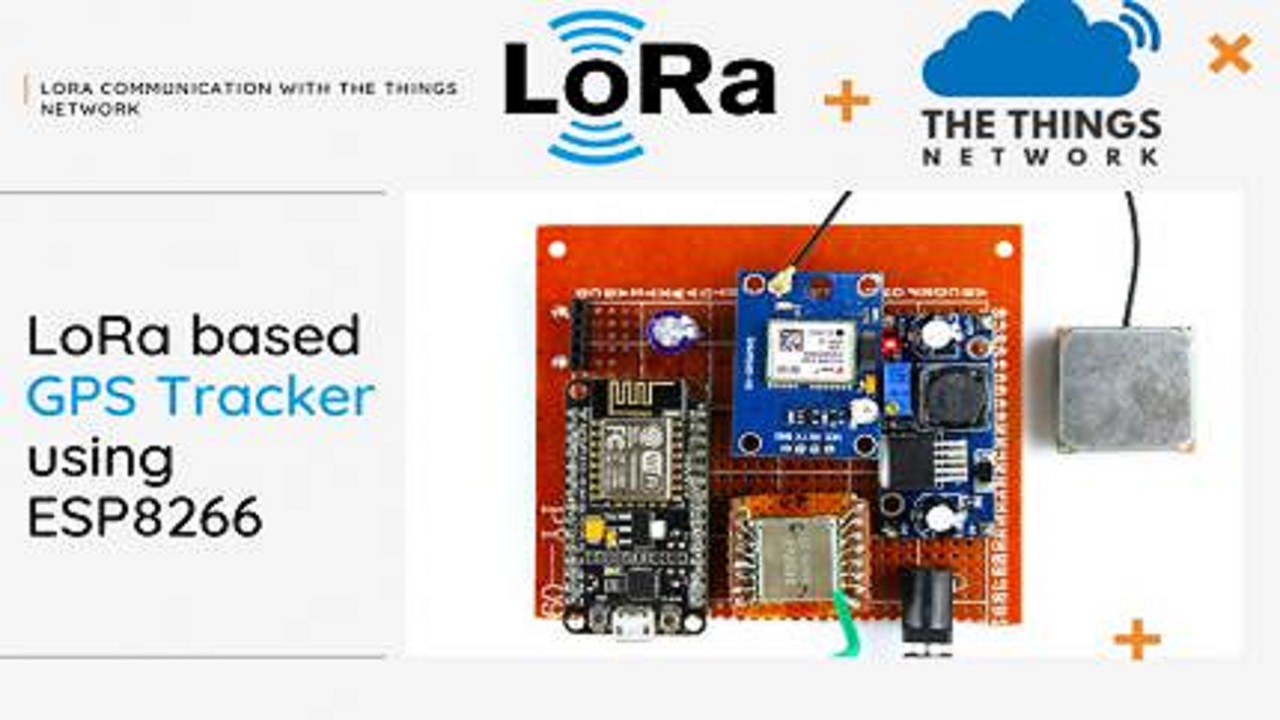 LORA COMMUNICATION WITH THE THINGS
NETWORK
LoRa
THE THINGS
NETWORK
LoRa based
GPS Tracker
using
ESP8266